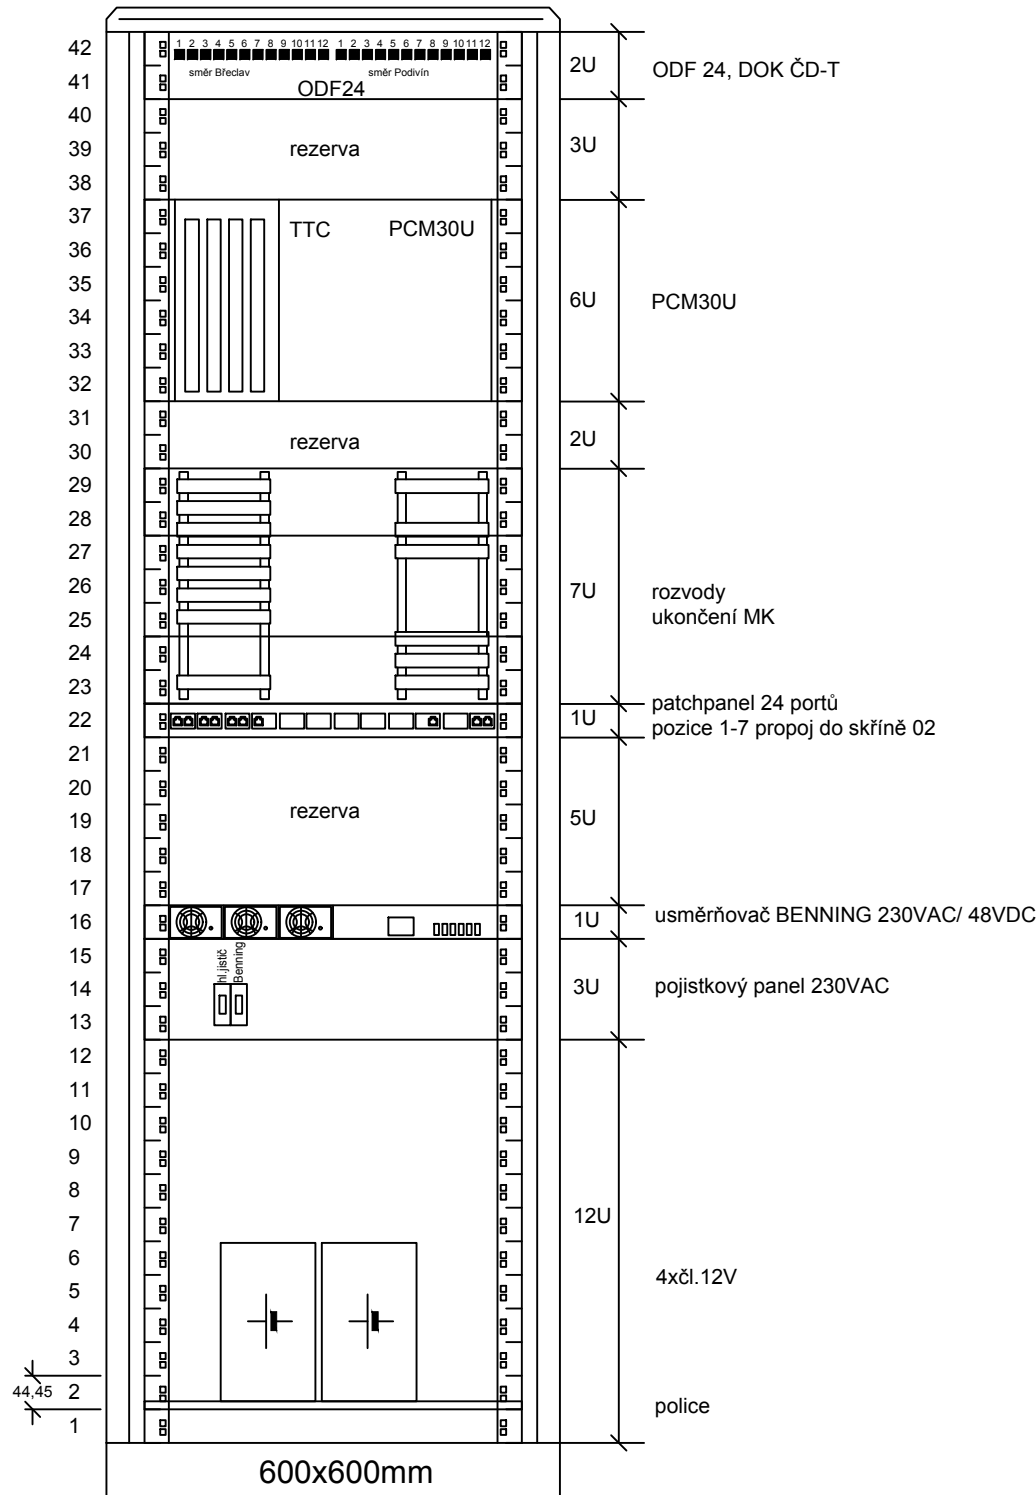 42
1 2 3 4 5 6 7 8 9 10 11 12 1 2 3 4 5 6 7 8 9 10 11 12
směr Břeclav směr Podivín
2U
ODF 24, DOK ČD-T
41
ODF24
40
39
rezerva
3U
38
37
TTC PCM30U
36
35
6U
PCM30U
34
33
32
31
30
rezerva
2U
29
28
27
26
7U
rozvody
25
ukončení MK
24
23
patchpanel 24 portů
22
1U
pozice 1-7 propoj do skříně 02
21
20
19
rezerva
5U
18
17
16
1U
usměrňovač BENNING 230VAC/ 48VDC
15
hl.jistič
Benning
14
3U
pojistkový panel 230VAC
13
12
11
10
9
8
7
12U
6
5
4xčl.12V
4
3
44,45
2
police
1
600x600mm